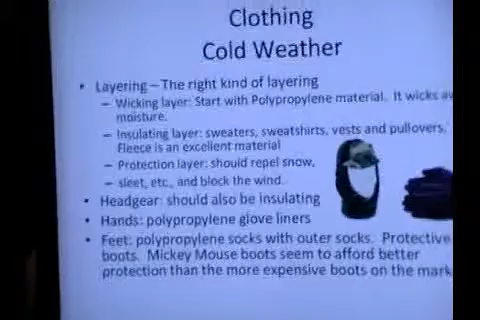 Clothing
Cold Weather
• Layering – The right kind of layering
– Wicking layer: Start with Polypropylene material. It wicks
moisture.
– Insulating layer: sweaters, sweatshirts, vests and pullovers,
Fleece is an excellent material
– Protection layer: should repel snow,
– sleet, etc., and block the wind.
• Headgear: should also be insulating
• Hands: polypropylene glove liners
• Feet: polypropylene socks with outer socks. Protective
boots. Mickey Mouse boots seem to afford better
protection than the more expensive boots on the